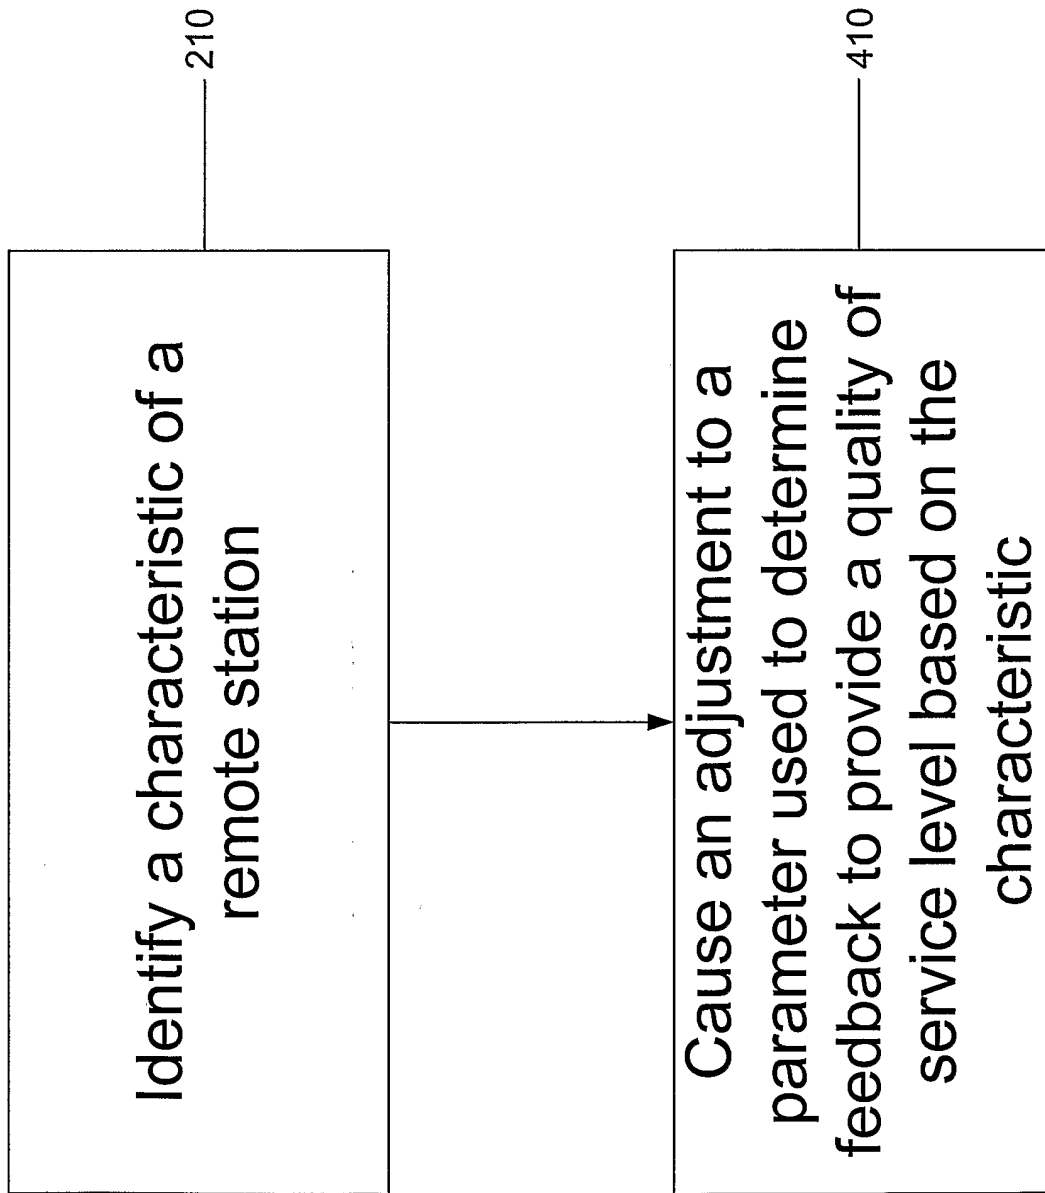 Identify a characteristic of a
remote station
210
Cause an adjustment to a
parameter used to determine
feedback to provide a quality of
service level based on the
characteristic
410